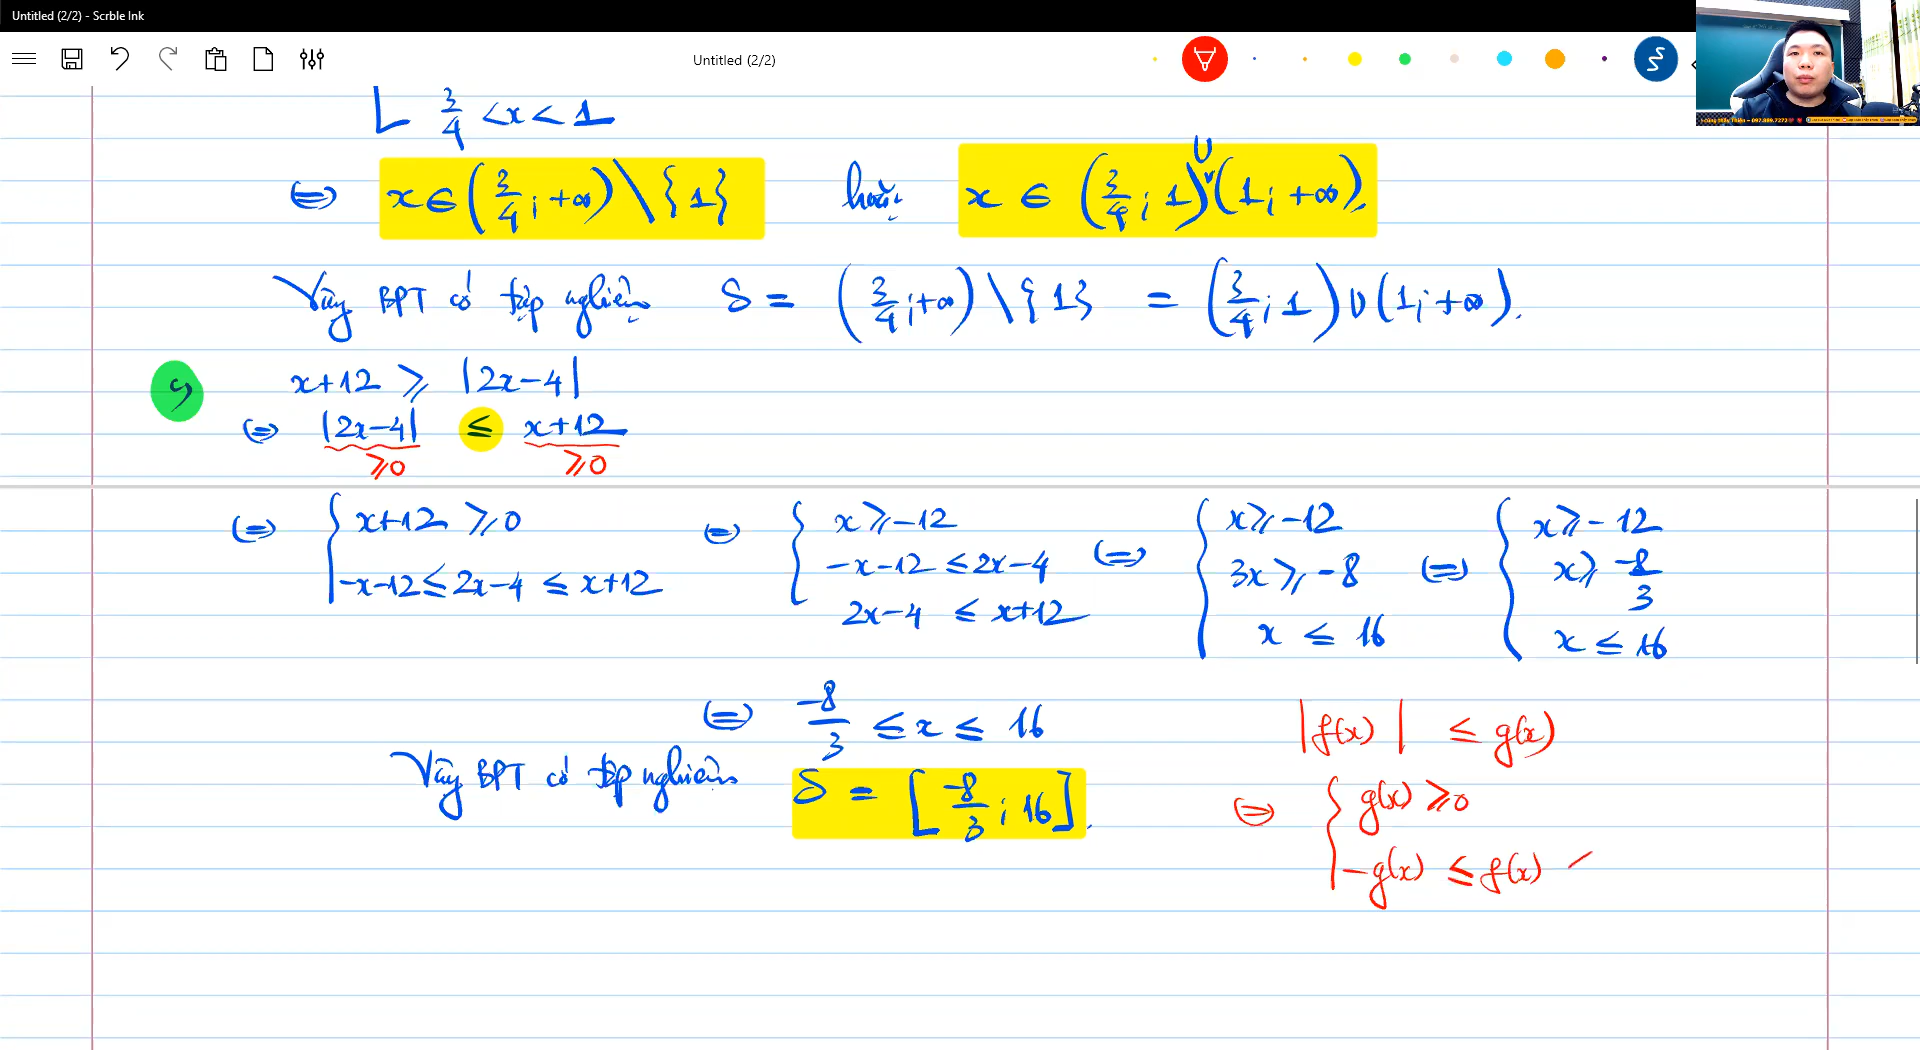 Untitled (2/2) - Scrble Ink
Untitled (2/2)
3/4 < x < 1
⇔ x ∈ (3/4; +∞) \ {1} hoặc x ∈ (3/4; 1) ∪ (1; +∞).
Vậy BPT có tập nghiệm S = (3/4; +∞) \ {1} = (3/4; 1) ∪ (1; +∞).
x+12 ≥ |2x-4|
⇔ |2x-4| ≤ x+12
≥0 ≥0
⇔ { x+12 ≥ 0 ⇔ { x ≥ -12 ⇔ { x ≥ -12 ⇔ { x ≥ -12
-x-12 ≤ 2x-4 ≤ x+12 -x-12 ≤ 2x-4 3x ≥ -8 x ≥ -8/3
2x-4 ≤ x+12 x ≤ 16 x ≤ 16
⇔ -8/3 ≤ x ≤ 16
Vậy BPT có tập nghiệm S = [-8/3; 16].
|f(x)| ≤ g(x)
⇔ { g(x) ≥ 0
-g(x) ≤ f(x)